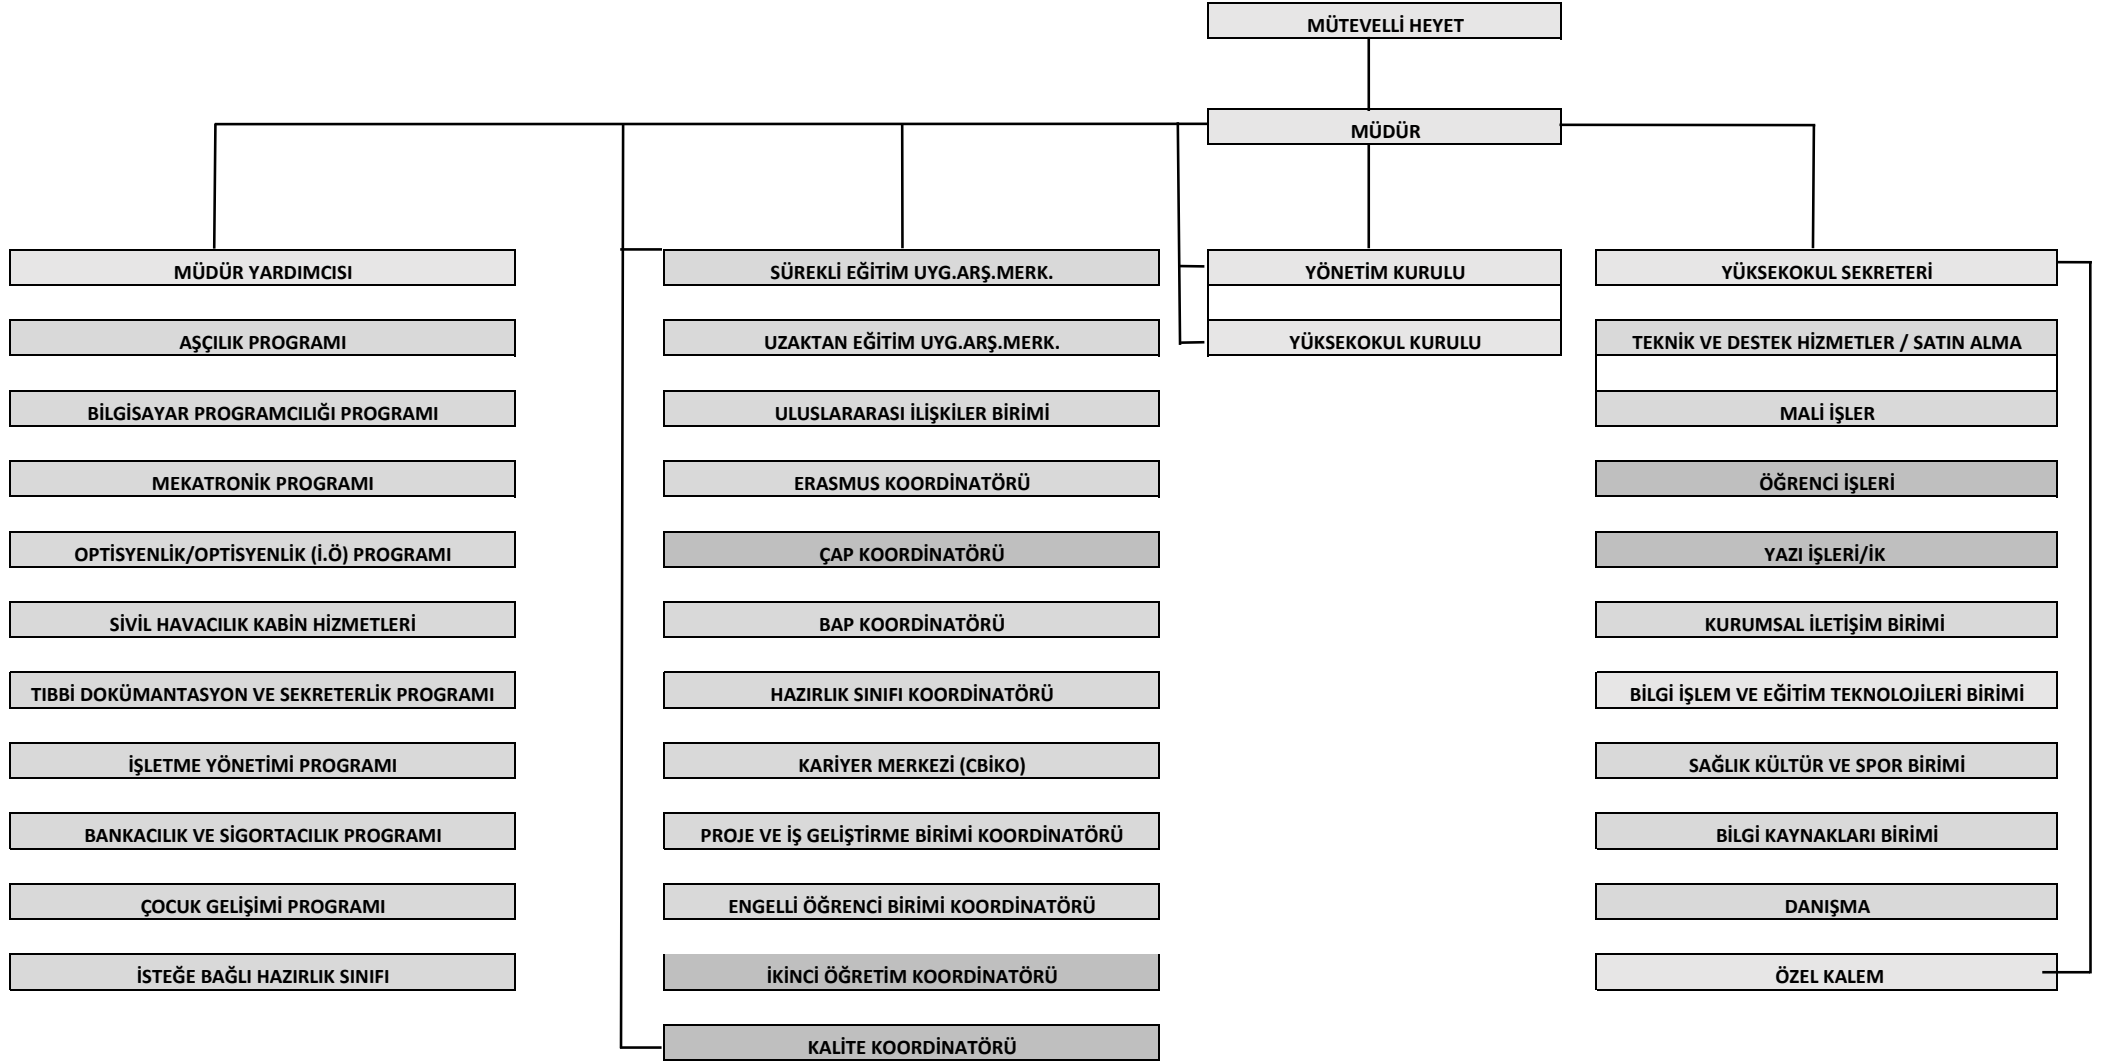 MÜTEVELLİ HEYET
MÜDÜR
MÜDÜR YARDIMCISI
AŞÇILIK PROGRAMI
BİLGİSAYAR PROGRAMCILIĞI PROGRAMI
MEKATRONİK PROGRAMI
OPTİSYENLİK/OPTİSYENLİK (İ.Ö) PROGRAMI
SİVİL HAVACILIK KABİN HİZMETLERİ
TIBBİ DOKÜMANTASYON VE SEKRETERLİK PROGRAMI
İŞLETME YÖNETİMİ PROGRAMI
BANKACILIK VE SİGORTACILIK PROGRAMI
ÇOCUK GELİŞİMİ PROGRAMI
İSTEĞE BAĞLI HAZIRLIK SINIFI
SÜREKLİ EĞİTİM UYG.ARŞ.MERK.
UZAKTAN EĞİTİM UYG.ARŞ.MERK.
ULUSLARARASI İLİŞKİLER BİRİMİ
ERASMUS KOORDİNATÖRÜ
ÇAP KOORDİNATÖRÜ
BAP KOORDİNATÖRÜ
HAZIRLIK SINIFI KOORDİNATÖRÜ
KARİYER MERKEZİ (CBİKO)
PROJE VE İŞ GELİŞTİRME BİRİMİ KOORDİNATÖRÜ
ENGELLİ ÖĞRENCİ BİRİMİ KOORDİNATÖRÜ
İKİNCİ ÖĞRETİM KOORDİNATÖRÜ
KALİTE KOORDİNATÖRÜ
YÖNETİM KURULU
YÜKSEKOKUL KURULU
YÜKSEKOKUL SEKRETERİ
TEKNİK VE DESTEK HİZMETLER / SATIN ALMA
MALİ İŞLER
ÖĞRENCİ İŞLERİ
YAZI İŞLERİ/İK
KURUMSAL İLETİŞİM BİRİMİ
BİLGİ İŞLEM VE EĞİTİM TEKNOLOJİLERİ BİRİMİ
SAĞLIK KÜLTÜR VE SPOR BİRİMİ
BİLGİ KAYNAKLARI BİRİMİ
DANIŞMA
ÖZEL KALEM